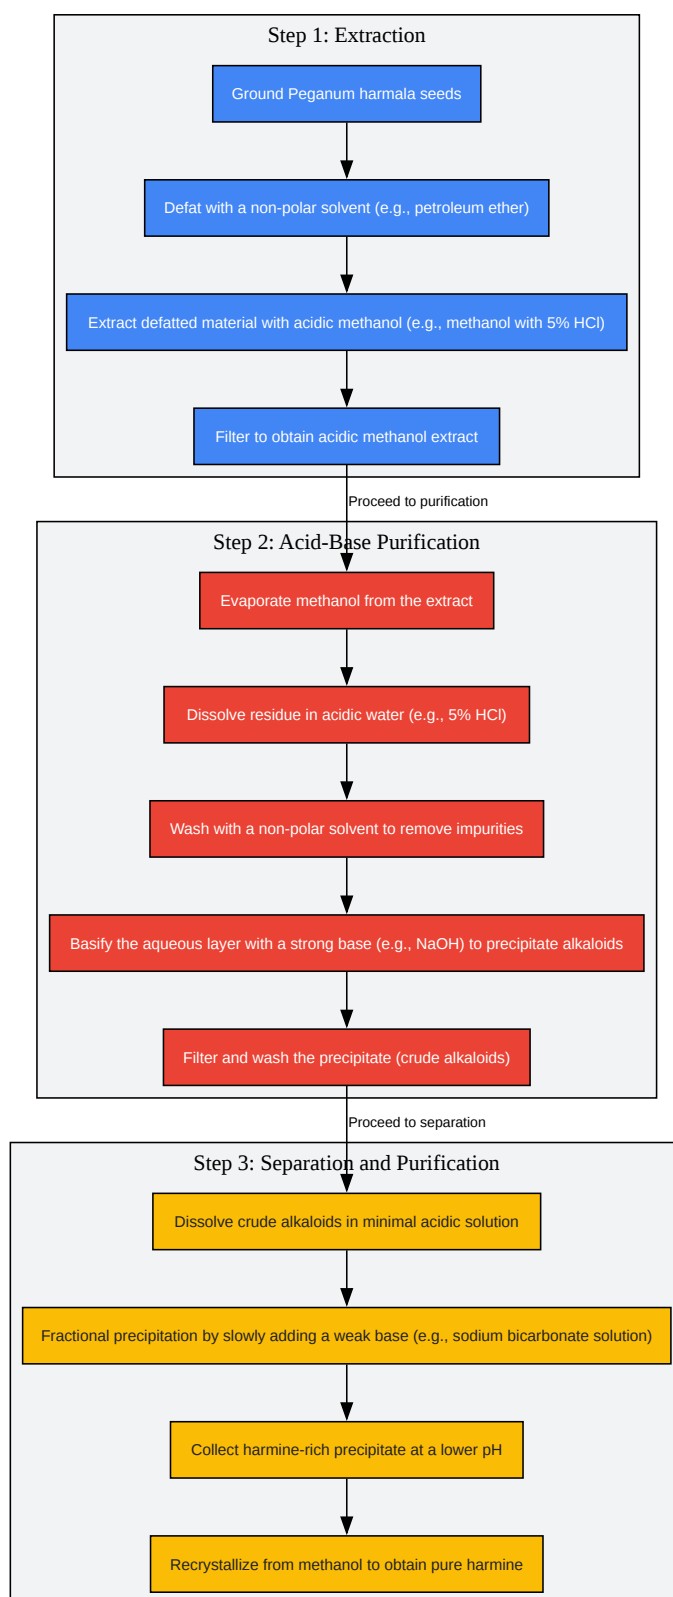 Step 1: Extraction
Ground Peganum harmala seeds
Defat with a non-polar solvent (e.g., petroleum ether)
Extract defatted material with acidic methanol (e.g., methanol with 5% HCl)
Filter to obtain acidic methanol extract
Proceed to purification
Step 2: Acid-Base Purification
Evaporate methanol from the extract
Dissolve residue in acidic water (e.g., 5% HCl)
Wash with a non-polar solvent to remove impurities
Basify the aqueous layer with a strong base (e.g., NaOH) to precipitate alkaloids
Filter and wash the precipitate (crude alkaloids)
Proceed to separation
Step 3: Separation and Purification
Dissolve crude alkaloids in minimal acidic solution
Fractional precipitation by slowly adding a weak base (e.g., sodium bicarbonate solution)
Collect harmine-rich precipitate at a lower pH
Recrystallize from methanol to obtain pure harmine